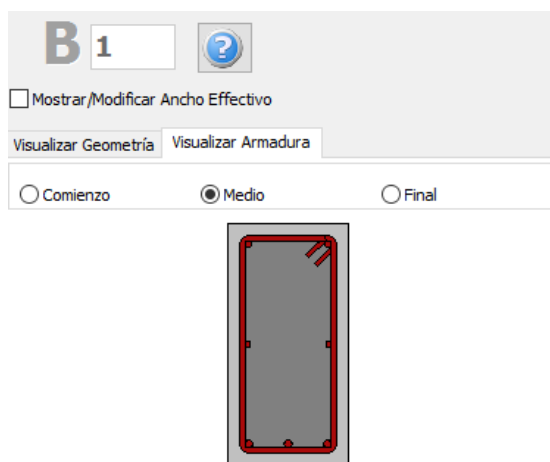 B 1
?
Mostrar/Modificar Ancho Effectivo
Visualizar Geometría Visualizar Armadura
Comienzo Medio Final